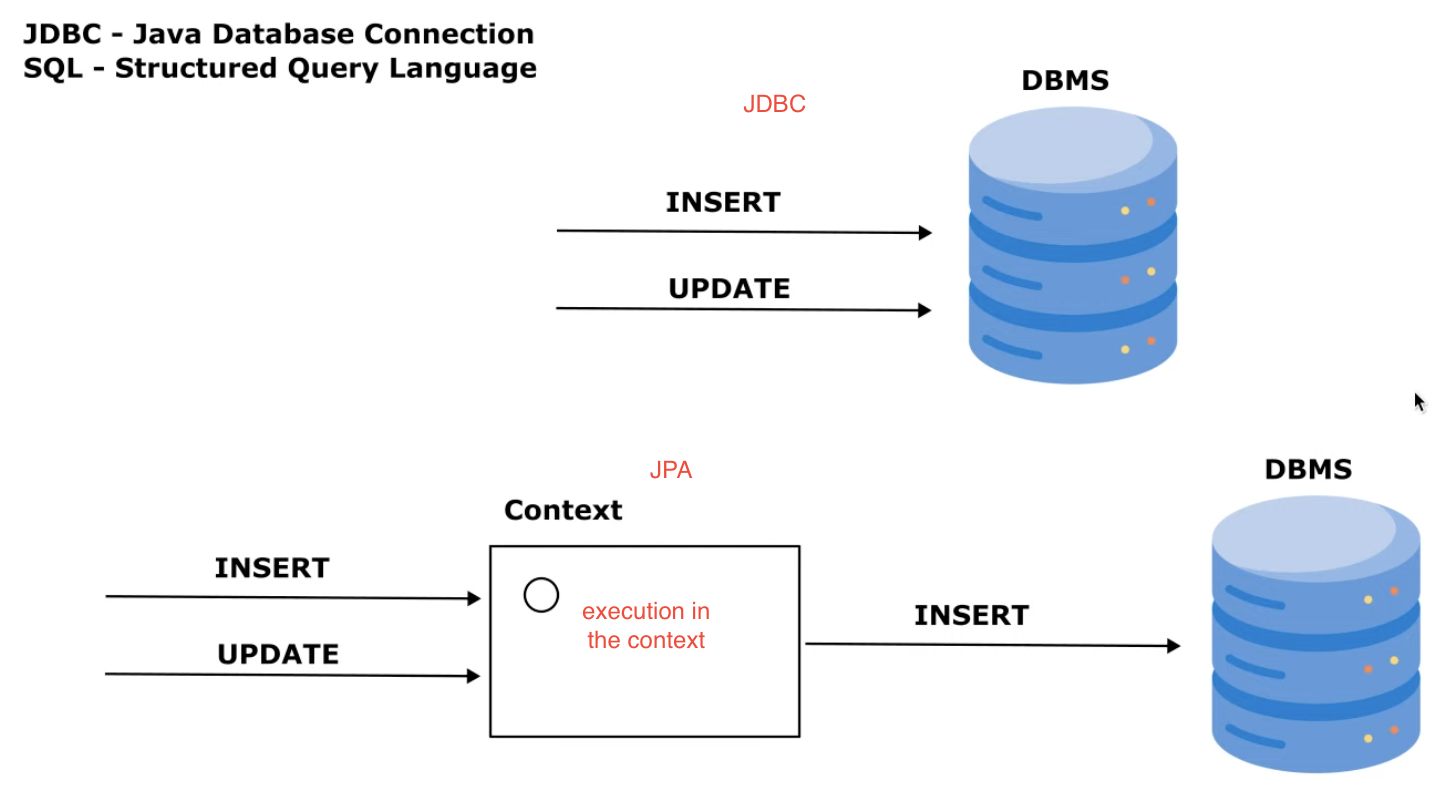 JDBC - Java Database Connection
SQL - Structured Query Language
JDBC
DBMS
INSERT
UPDATE
JPA
Context
DBMS
INSERT
UPDATE
execution in
the context
INSERT